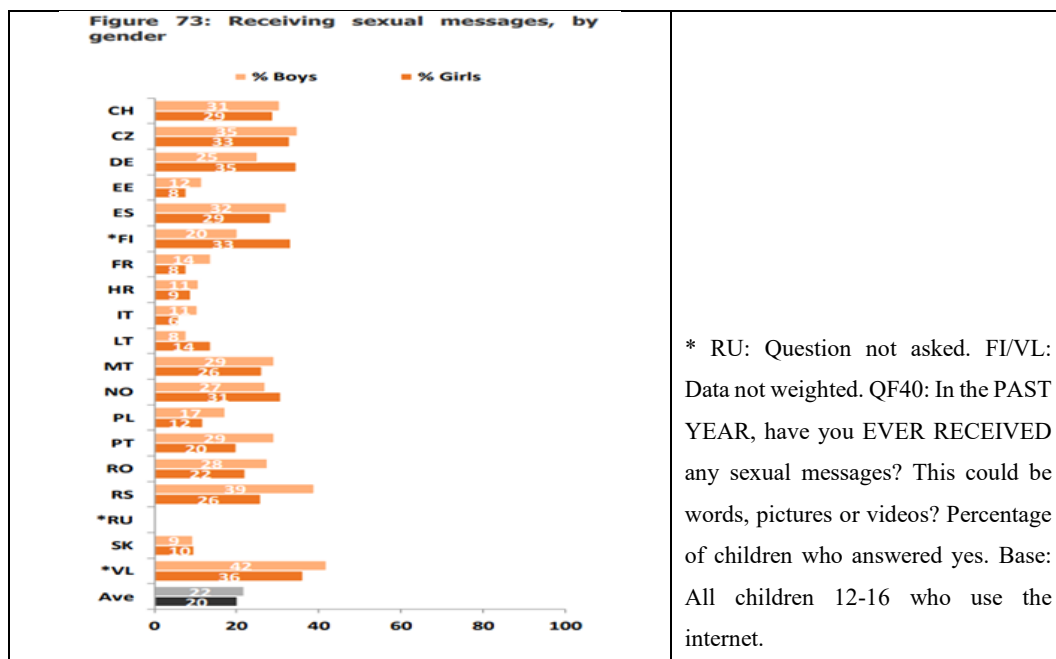 Figure 73: Receiving sexual messages, by
gender
% Boys % Girls
CH 31
29
CZ 35
33
DE 25
35
EE 12
8
ES 32
29
*FI 20
33
FR 14
8
HR 11
9
IT 11
6
LT 8
14
MT 29
26
NO 27
31
PL 17
12
PT 29
20
RO 28
22
RS 39
26
*RU
SK 9
10
*VL 42
36
Ave 22
20
0 20 40 60 80 100
* RU: Question not asked. FI/VL:
Data not weighted. QF40: In the PAST
YEAR, have you EVER RECEIVED
any sexual messages? This could be
words, pictures or videos? Percentage
of children who answered yes. Base:
All children 12-16 who use the
internet.